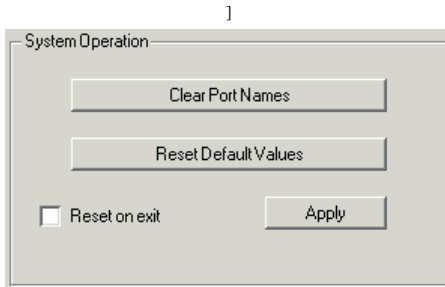 ]
System Operation
Clear Port Names
Reset Default Values
Reset on exit
Apply